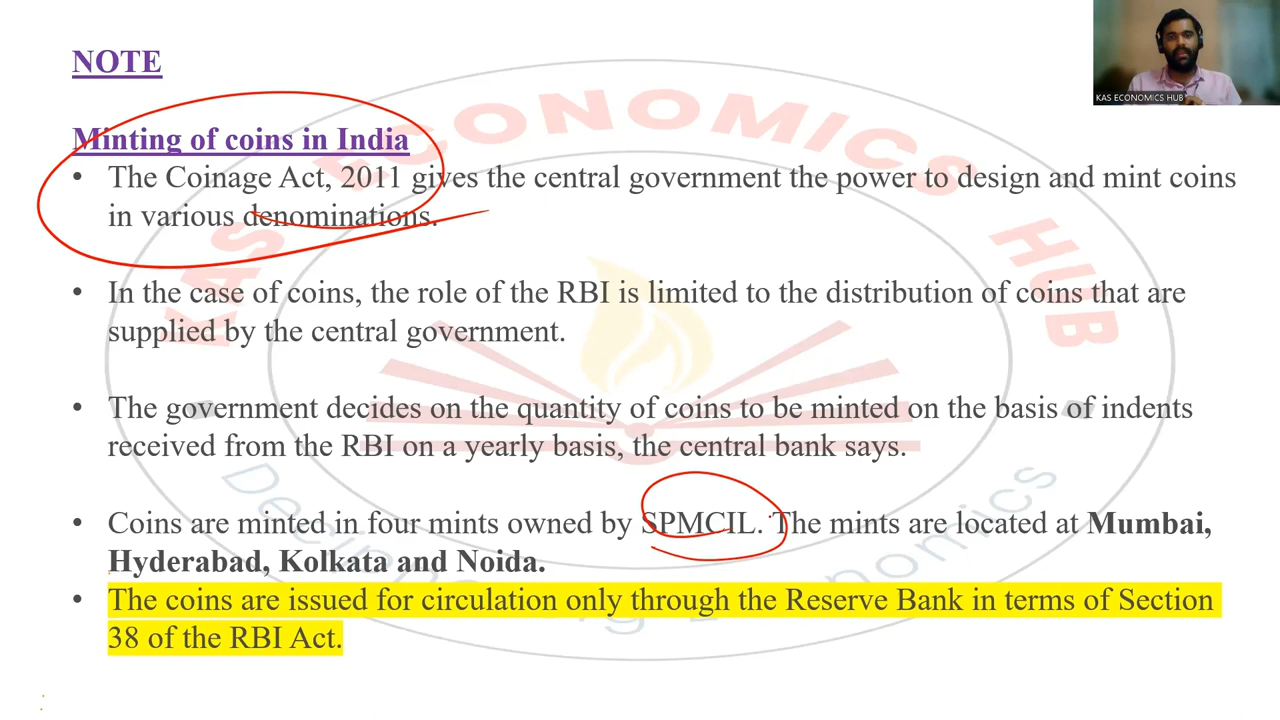 NOTE
KAS ECONOMICS HUB
Minting of coins in India
• The Coinage Act, 2011 gives the central government the power to design and mint coins
in various denominations.
• In the case of coins, the role of the RBI is limited to the distribution of coins that are
supplied by the central government.
• The government decides on the quantity of coins to be minted on the basis of indents
received from the RBI on a yearly basis, the central bank says.
• Coins are minted in four mints owned by SPMCIL. The mints are located at Mumbai,
Hyderabad, Kolkata and Noida.
• The coins are issued for circulation only through the Reserve Bank in terms of Section
38 of the RBI Act.
KAS ECONOMICS HUB